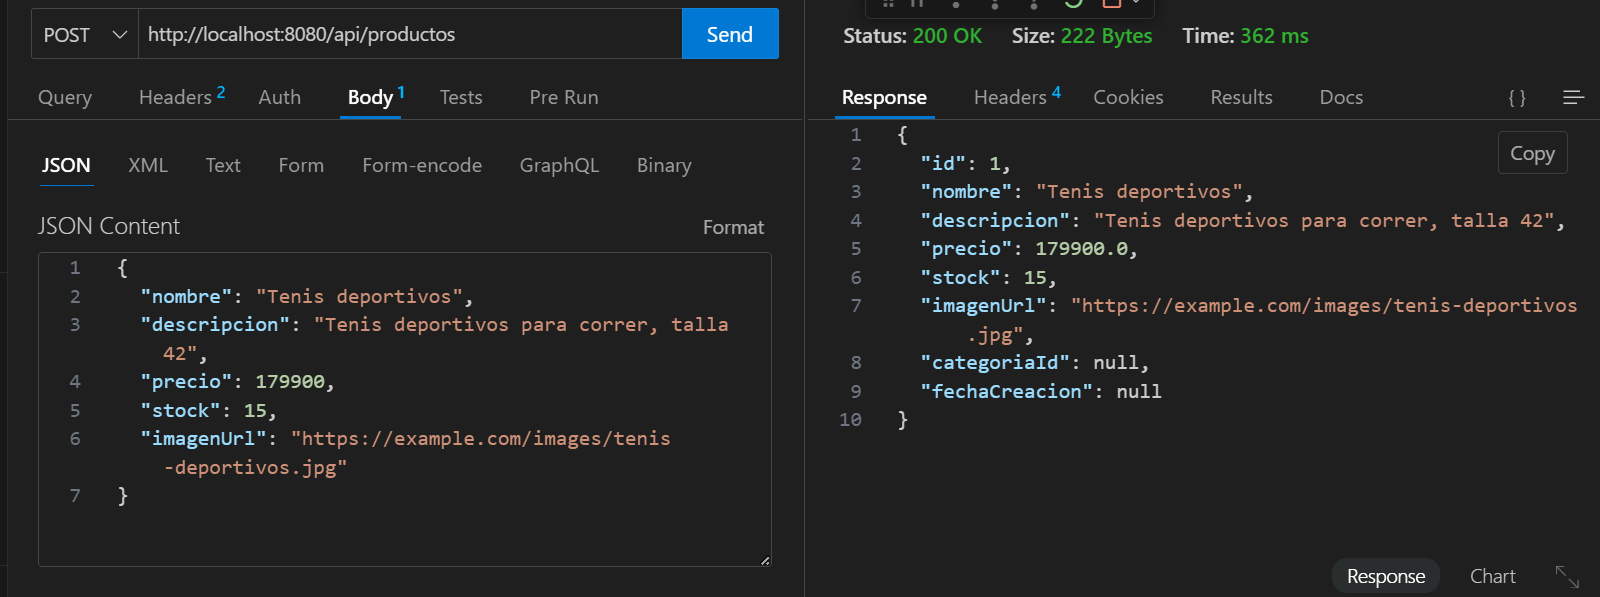 POST http://localhost:8080/api/productos Send
Query Headers 2 Auth Body 1 Tests Pre Run
JSON XML Text Form Form-encode GraphQL Binary
JSON Content Format
1 {
2 "nombre": "Tenis deportivos",
3 "descripcion": "Tenis deportivos para correr, talla
42",
4 "precio": 179900,
5 "stock": 15,
6 "imagenUrl": "https://example.com/images/tenis
-deportivos.jpg"
7 }
Status: 200 OK Size: 222 Bytes Time: 362 ms
Response Headers 4 Cookies Results Docs { }
Copy
1 {
2 "id": 1,
3 "nombre": "Tenis deportivos",
4 "descripcion": "Tenis deportivos para correr, talla 42",
5 "precio": 179900.0,
6 "stock": 15,
7 "imagenUrl": "https://example.com/images/tenis-deportivos
.jpg",
8 "categoriaId": null,
9 "fechaCreacion": null
10 }
Response Chart